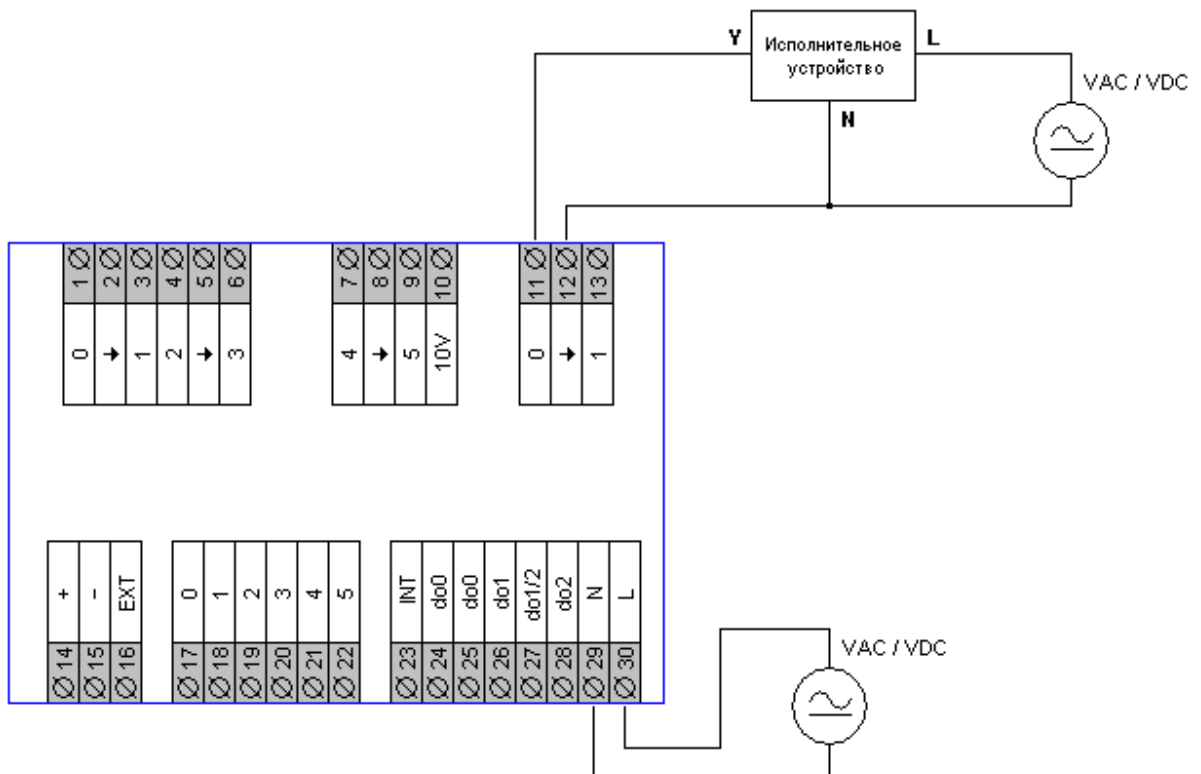 Y
Исполнительное
устройство
L
VAC / VDC
N
1 2 3 4 5 6
7 8 9 10
11 12 13
0 1 2 3
4 5 10V
0 1
+ - EXT
0 1 2 3 4 5
INT do0 do0 do1 do1/2 do2 N L
14 15 16
17 18 19 20 21 22
23 24 25 26 27 28 29 30
VAC / VDC